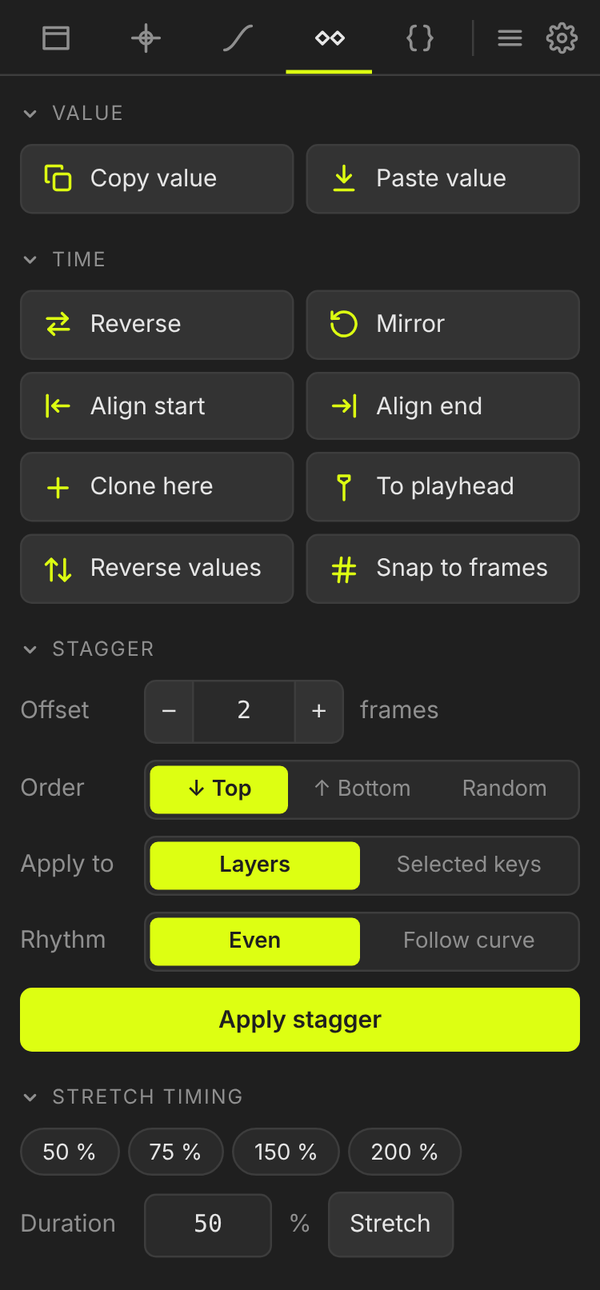 VALUE
Copy value Paste value
TIME
Reverse Mirror
Align start Align end
Clone here To playhead
Reverse values Snap to frames
STAGGER
Offset − 2 + frames
Order ↓ Top ↑ Bottom Random
Apply to Layers Selected keys
Rhythm Even Follow curve
Apply stagger
STRETCH TIMING
50 % 75 % 150 % 200 %
Duration 50 % Stretch